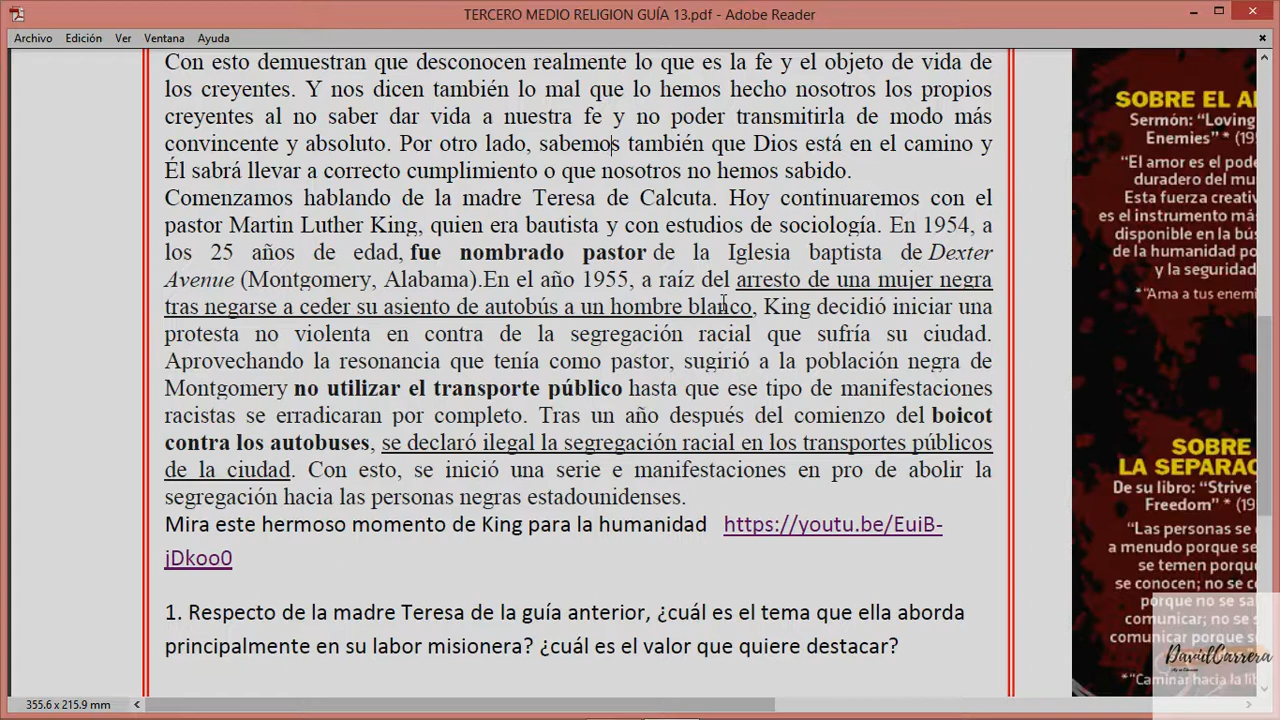 TERCERO MEDIO RELIGION GUÍA 13.pdf - Adobe Reader
Archivo Edición Ver Ventana Ayuda
Con esto demuestran que desconocen realmente lo que es la fe y el objeto de vida de
los creyentes. Y nos dicen también lo mal que lo hemos hecho nosotros los propios
creyentes al no saber dar vida a nuestra fe y no poder transmitirla de modo más
convincente y absoluto. Por otro lado, sabemos también que Dios está en el camino y
Él sabrá llevar a correcto cumplimiento o que nosotros no hemos sabido.
Comenzamos hablando de la madre Teresa de Calcuta. Hoy continuaremos con el
pastor Martin Luther King, quien era bautista y con estudios de sociología. En 1954, a
los 25 años de edad, fue nombrado pastor de la Iglesia baptista de Dexter
Avenue (Montgomery, Alabama).En el año 1955, a raíz del arresto de una mujer negra
tras negarse a ceder su asiento de autobús a un hombre blanco, King decidió iniciar una
protesta no violenta en contra de la segregación racial que sufría su ciudad.
Aprovechando la resonancia que tenía como pastor, sugirió a la población negra de
Montgomery no utilizar el transporte público hasta que ese tipo de manifestaciones
racistas se erradicaran por completo. Tras un año después del comienzo del boicot
contra los autobuses, se declaró ilegal la segregación racial en los transportes públicos
de la ciudad. Con esto, se inició una serie e manifestaciones en pro de abolir la
segregación hacia las personas negras estadounidenses.
Mira este hermoso momento de King para la humanidad https://youtu.be/EuiB-
jDkoo0
1. Respecto de la madre Teresa de la guía anterior, ¿cuál es el tema que ella aborda
principalmente en su labor misionera? ¿cuál es el valor que quiere destacar?
SOBRE EL A
Sermón: "Loving
Enemies" * (19
"El amor es el pode
duradero del mu
Esta fuerza creativ
es el instrumento má
disponible en la bús
de la humanidad po
y la seguridad
*"Ama a tus enemi
SOBRE
LA SEPARAC
De su libro: "Strive
Freedom" * (19
"Las personas se
a menudo porque se
se temen porque
se conocen; no se c
porque no se sa
comunicar; no se
comunicar porque s
*"Caminar hacia la lib
DavidCarrera
355.6 x 215.9 mm